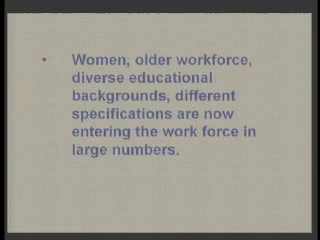 • Women, older workforce,
diverse educational
backgrounds, different
specifications are now
entering the work force in
large numbers.